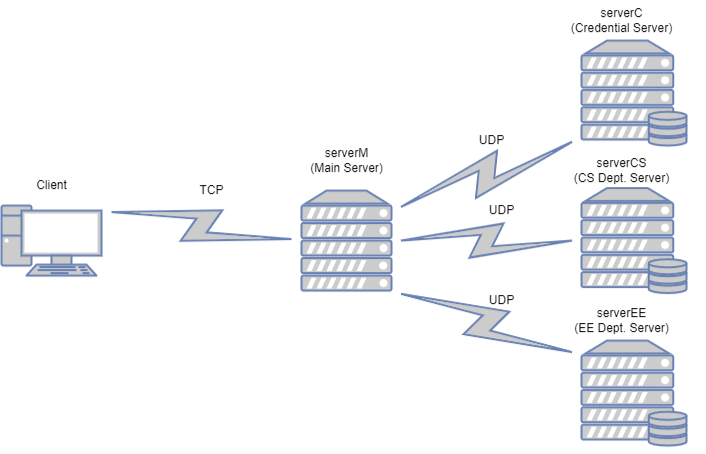 serverC
(Credential Server)
UDP
serverM
(Main Server)
serverCS
(CS Dept. Server)
Client
TCP
UDP
UDP
serverEE
(EE Dept. Server)